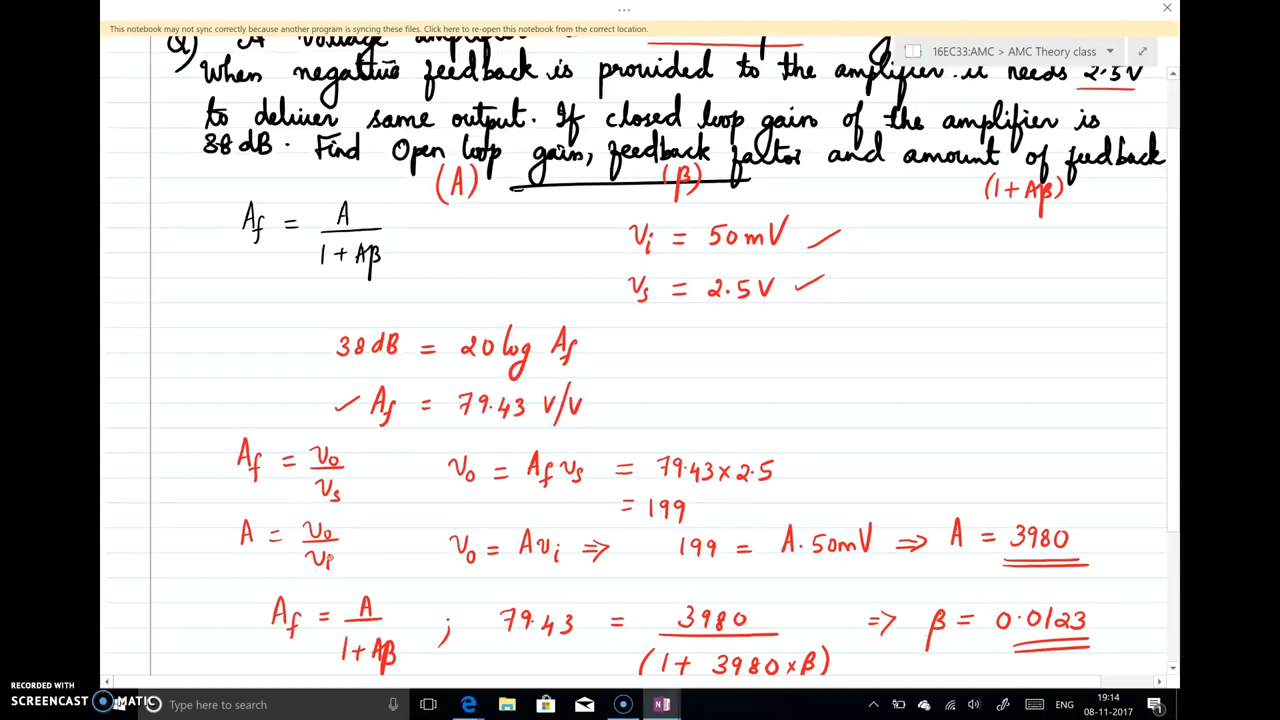 This notebook may not sync correctly because another program is syncing these files. Click here to re-open this notebook from the correct location.
16EC33:AMC > AMC Theory class
Q) A voltage
When negative feedback is provided to the amplifier it needs 2.5V
to deliver same output. If closed loop gain of the amplifier is
38 dB. Find Open loop gain, feedback factor and amount of feedback
(A) (β) (1 + Aβ)
Af = A / 1 + Aβ
vi = 50mV ✓
vs = 2.5V ✓
38 dB = 20 log Af
✓ Af = 79.43 V/V
Af = vo / vs vo = Af vs = 79.43 × 2.5
= 199
A = vo / vi vo = Avi ⇒ 199 = A. 50mV ⇒ A = 3980
Af = A / 1 + Aβ ; 79.43 = 3980 / (1 + 3980 × β) ⇒ β = 0.0123
RECORDED WITH
SCREENCAST MATIC
Type here to search
ENG
19:14
08-11-2017